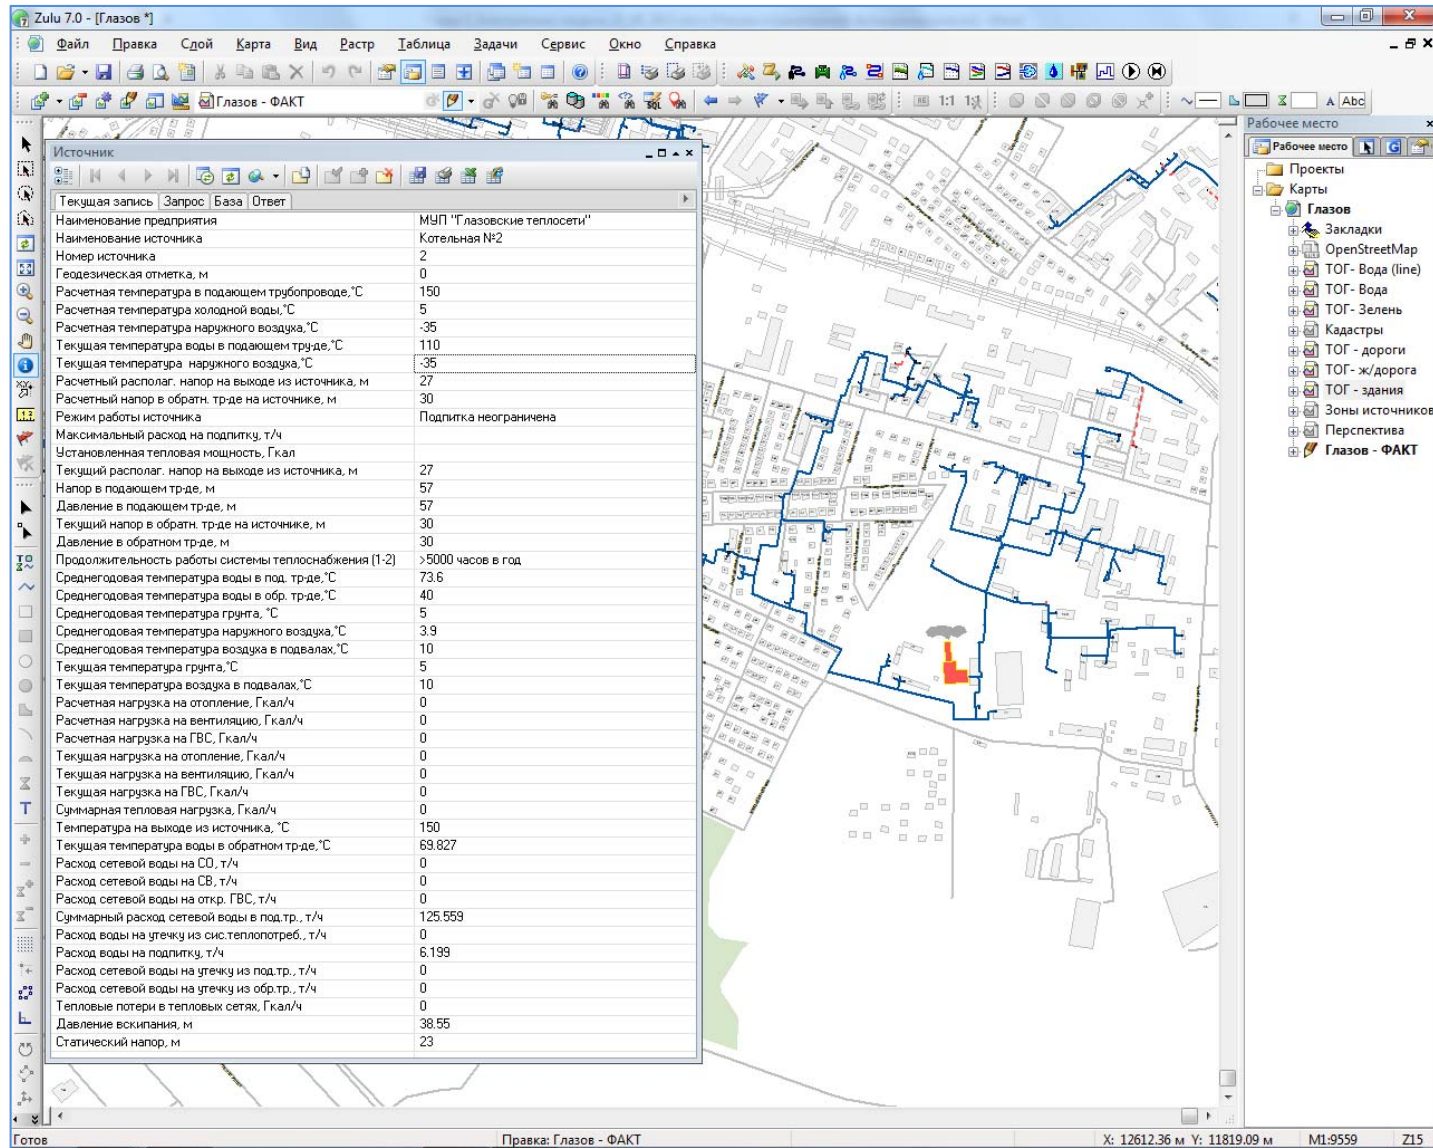 Zulu 7.0 - [Глазов *]
Файл Правка Слой Карта Вид Растр Таблица Задачи Сервис Окно Справка
Глазов - ФАКТ
SQL
1:1
Abc
Источник
Текущая запись Запрос База Ответ
Наименование предприятия МУП "Глазовские теплосети"
Наименование источника Котельная №2
Номер источника 2
Геодезическая отметка, м 0
Расчетная температура в подающем трубопроводе,°C 150
Расчетная температура холодной воды,°C 5
Расчетная температура наружного воздуха,°C -35
Текущая температура воды в подающем тру-де,°C 110
Текущая температура наружного воздуха,°C -35
Расчетный располаг. напор на выходе из источника, м 27
Расчетный напор в обратн. тр-де на источнике, м 30
Режим работы источника Подпитка неограничена
Максимальный расход на подпитку, т/ч
Установленная тепловая мощность, Гкал
Текущий располаг. напор на выходе из источника, м 27
Напор в подающем тр-де, м 57
Давление в подающем тр-де, м 57
Текущий напор в обратн. тр-де на источнике, м 30
Давление в обратном тр-де, м 30
Продолжительность работы системы теплоснабжения (1-2) >5000 часов в год
Среднегодовая температура воды в под. тр-де,°C 73.6
Среднегодовая температура воды в обр. тр-де,°C 40
Среднегодовая температура грунта, °C 5
Среднегодовая температура наружного воздуха,°C 3.9
Среднегодовая температура воздуха в подвалах,°C 10
Текущая температура грунта,°C 5
Текущая температура воздуха в подвалах,°C 10
Расчетная нагрузка на отопление, Гкал/ч 0
Расчетная нагрузка на вентиляцию, Гкал/ч 0
Расчетная нагрузка на ГВС, Гкал/ч 0
Текущая нагрузка на отопление, Гкал/ч 0
Текущая нагрузка на вентиляцию, Гкал/ч 0
Текущая нагрузка на ГВС, Гкал/ч 0
Суммарная тепловая нагрузка, Гкал/ч 0
Температура на выходе из источника, °C 150
Текущая температура воды в обратном тр-де,°C 69.827
Расход сетевой воды на СО, т/ч 0
Расход сетевой воды на СВ, т/ч 0
Расход сетевой воды на откр. ГВС, т/ч 0
Суммарный расход сетевой воды в под.тр., т/ч 125.559
Расход воды на утечку из сис.теплопотреб., т/ч 0
Расход воды на подпитку, т/ч 6.199
Расход сетевой воды на утечку из под.тр., т/ч 0
Расход сетевой воды на утечку из обр.тр., т/ч 0
Тепловые потери в тепловых сетях, Гкал/ч 0
Давление вскипания, м 38.55
Статический напор, м 23
Рабочее место
Рабочее место
Проекты
Карты
Глазов
Закладки
OpenStreetMap
ТОГ- Вода (line)
ТОГ- Вода
ТОГ- Зелень
Кадастры
ТОГ - дороги
ТОГ- ж/дорога
ТОГ - здания
Зоны источников
Перспектива
Глазов - ФАКТ
Готов Правка: Глазов - ФАКТ X: 12612.36 м Y: 11819.09 м М1:9559 Z15